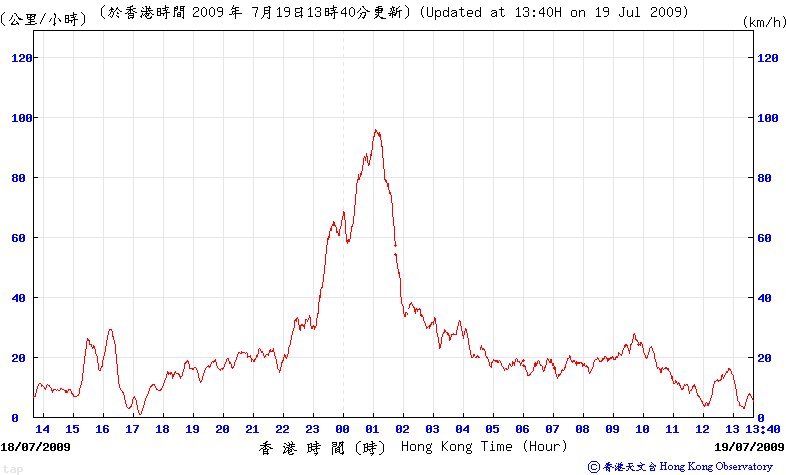 (公里/小時) (於香港時間 2009 年 7月19日13時40分更新) (Updated at 13:40H on 19 Jul 2009) (km/h)
120 120
100 100
80 80
60 60
40 40
20 20
0 0
14 15 16 17 18 19 20 21 22 23 00 01 02 03 04 05 06 07 08 09 10 11 12 13 13:40
18/07/2009 香 港 時 間 (時) Hong Kong Time (Hour) 19/07/2009
tap © 香港天文台 Hong Kong Observatory